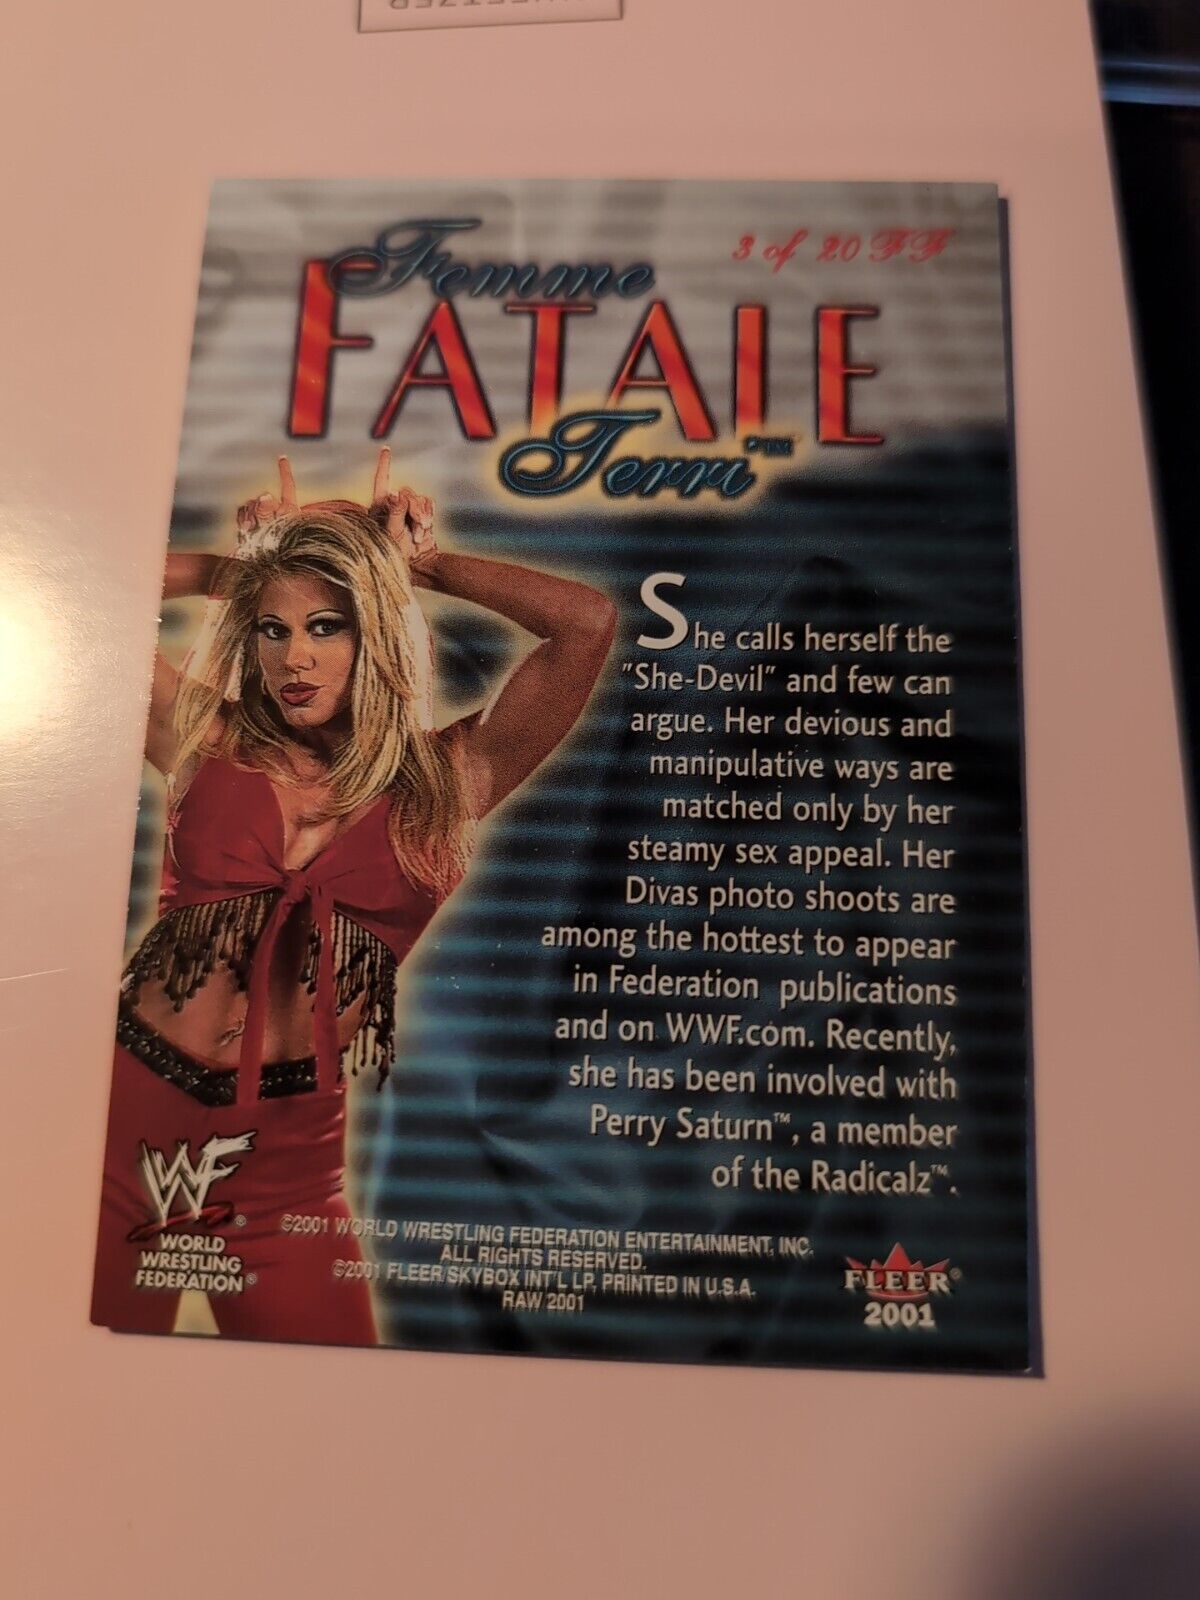 3 of 20 FF
Femme
FATALE
Terri™
She calls herself the
"She-Devil" and few can
argue. Her devious and
manipulative ways are
matched only by her
steamy sex appeal. Her
Divas photo shoots are
among the hottest to appear
in Federation publications
and on WWF.com. Recently,
she has been involved with
Perry Saturn™, a member
of the Radicalz™.
©2001 WORLD WRESTLING FEDERATION ENTERTAINMENT, INC.
ALL RIGHTS RESERVED.
©2001 FLEER/SKYBOX INT'L LP. PRINTED IN U.S.A.
RAW 2001
WF®
WORLD
WRESTLING
FEDERATION®
FLEER®
2001